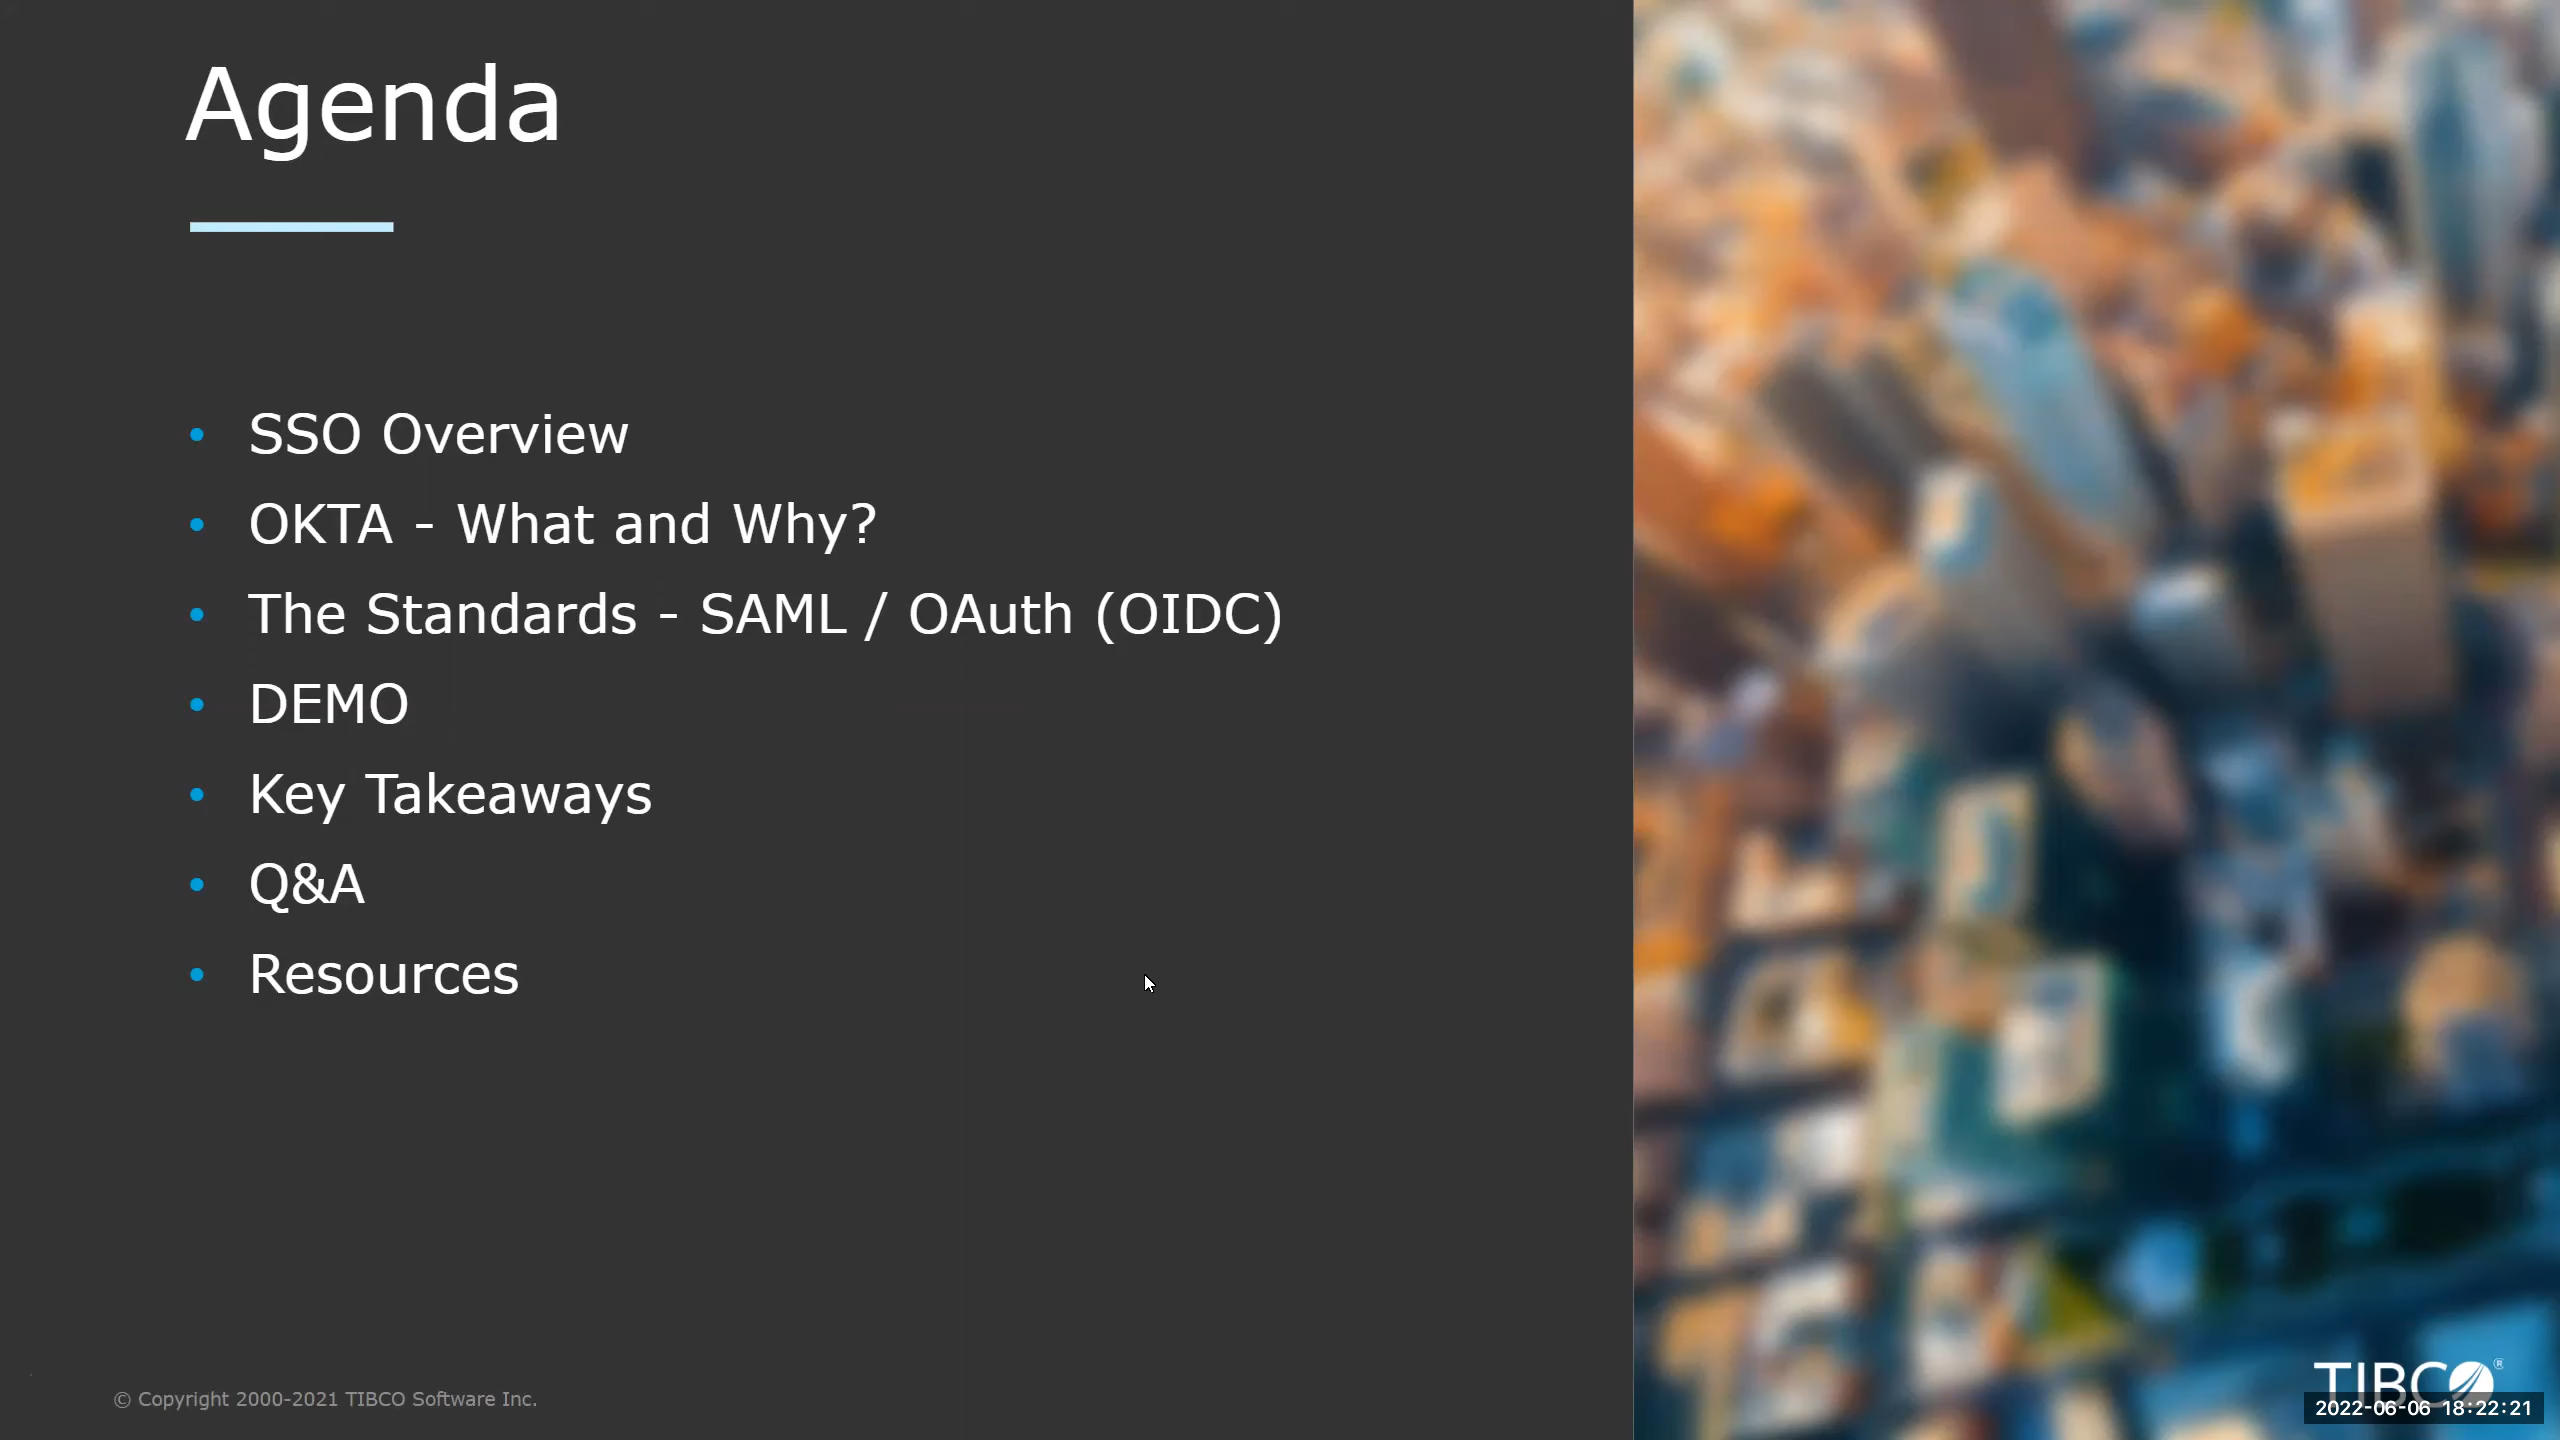 Agenda
• SSO Overview
• OKTA - What and Why?
• The Standards - SAML / OAuth (OIDC)
• DEMO
• Key Takeaways
• Q&A
• Resources
© Copyright 2000-2021 TIBCO Software Inc.
TIBCO®
2022-06-06 18:22:21